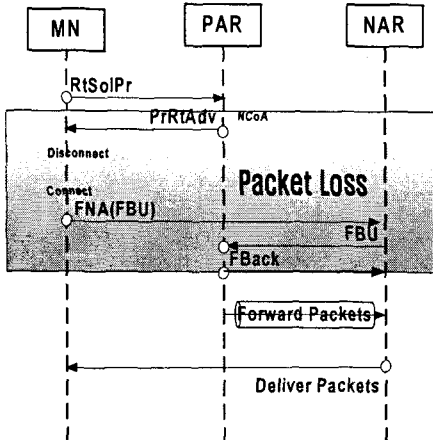 MN PAR NAR
RtSolPr
PrRtAdv NCoA
Disconnect
Packet Loss
Connect
FNA(FBU)
FBU
FBack
Forward Packets
Deliver Packets